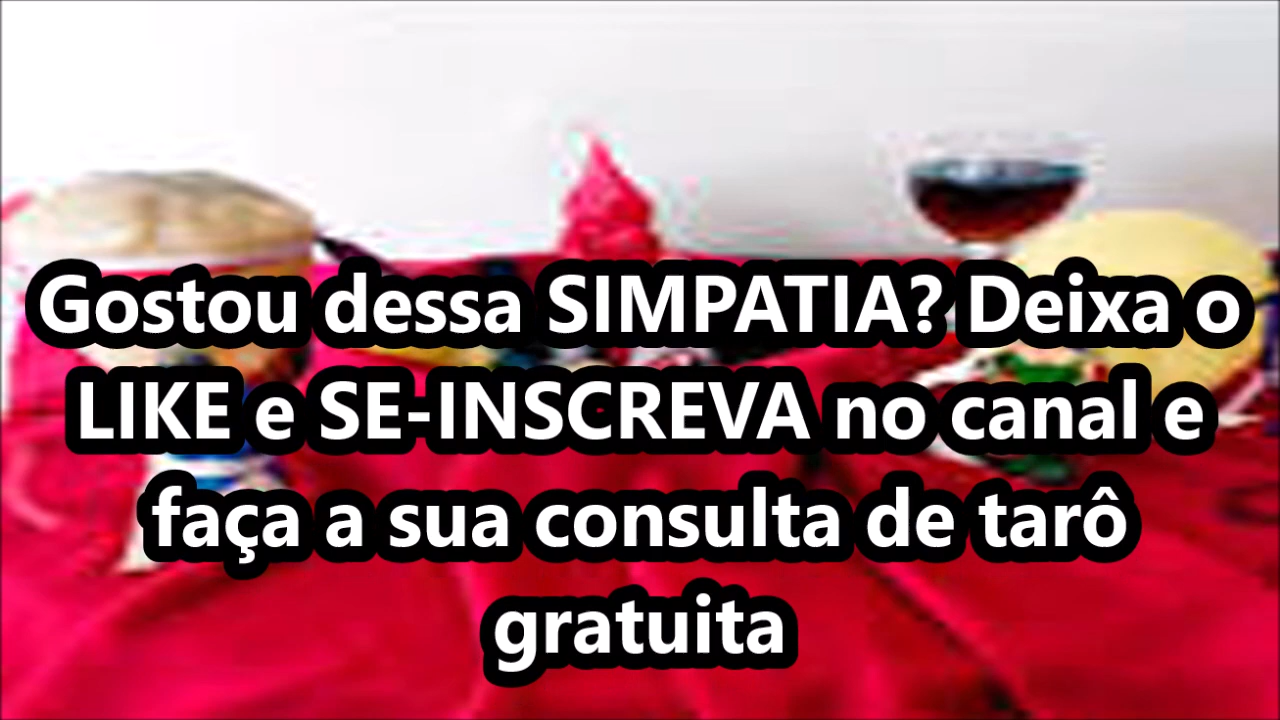 Gostou dessa SIMPATIA? Deixa o
LIKE e SE-INSCREVA no canal e
faça a sua consulta de tarô
gratuita